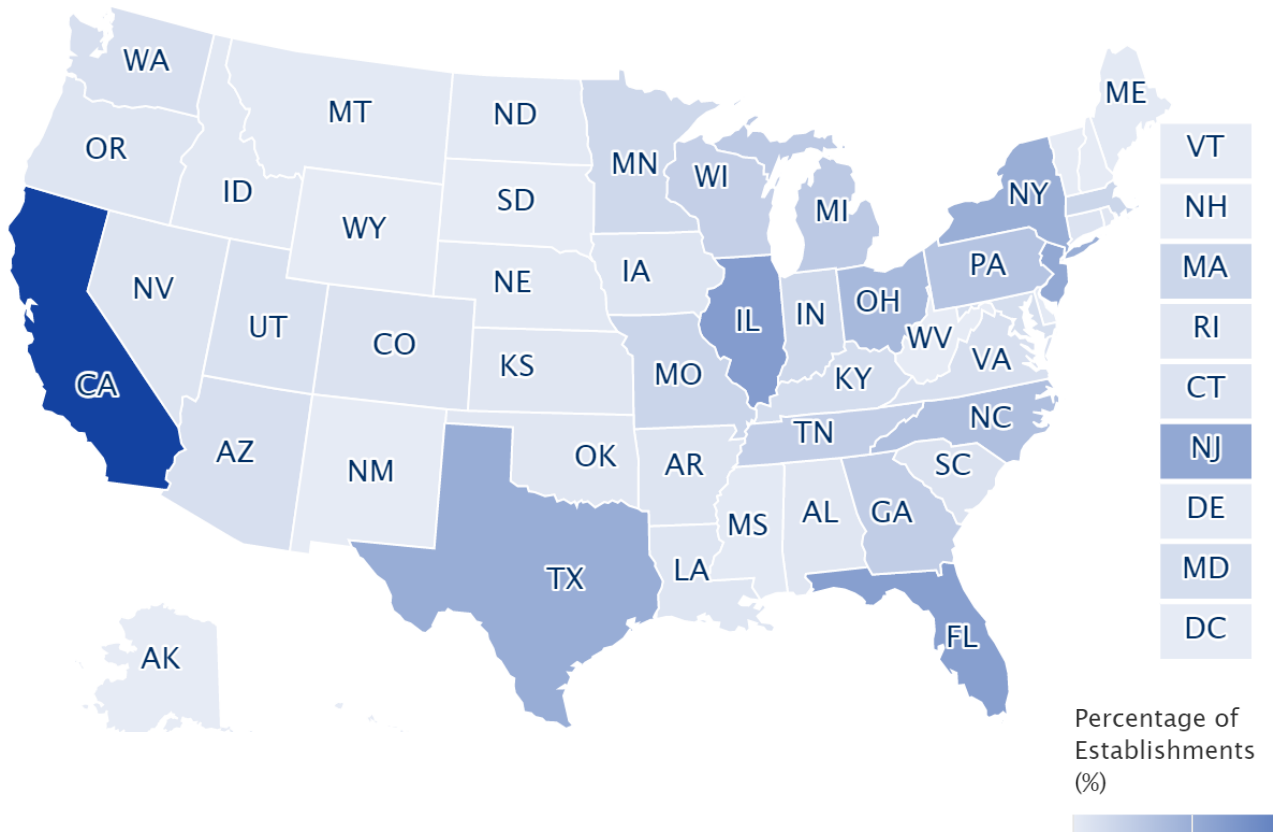 WA
MT
ND
ME
OR
MN
VT
ID
SD
WI
NH
WY
MI
NY
NV
NE
IA
PA
MA
UT
CO
IL
IN
OH
RI
WV
CA
KS
MO
KY
VA
CT
AZ
NM
OK
AR
TN
NC
SC
NJ
MS
AL
GA
DE
TX
LA
MD
AK
FL
DC
Percentage of
Establishments
(%)